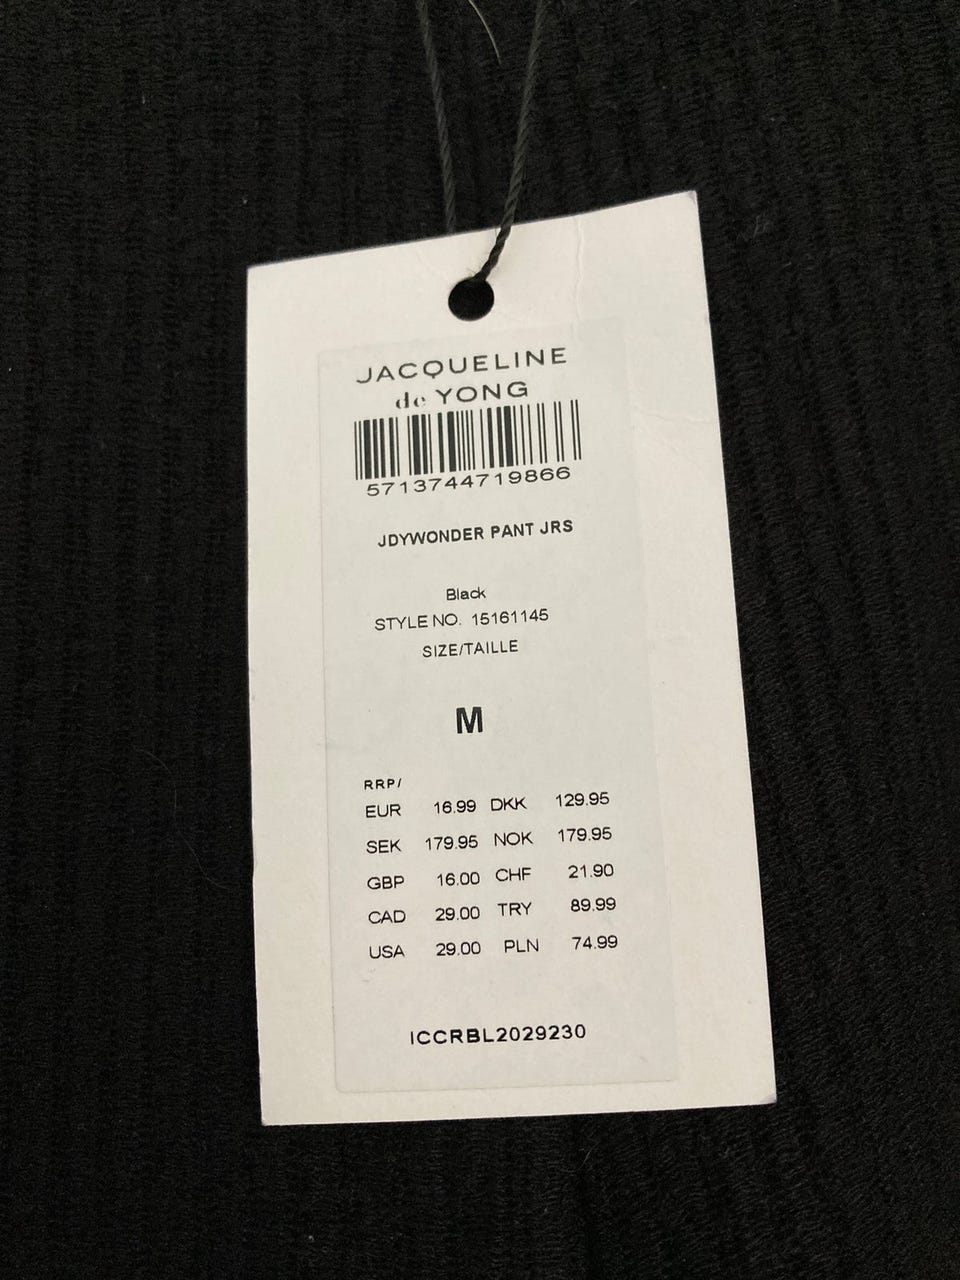 JACQUELINE
de YONG
5713744719866
JDYWONDER PANT JRS
Black
STYLE NO. 15161145
SIZE/TAILLE
M
RRP/
EUR 16.99 DKK 129.95
SEK 179.95 NOK 179.95
GBP 16.00 CHF 21.90
CAD 29.00 TRY 89.99
USA 29.00 PLN 74.99
ICCRBL2029230